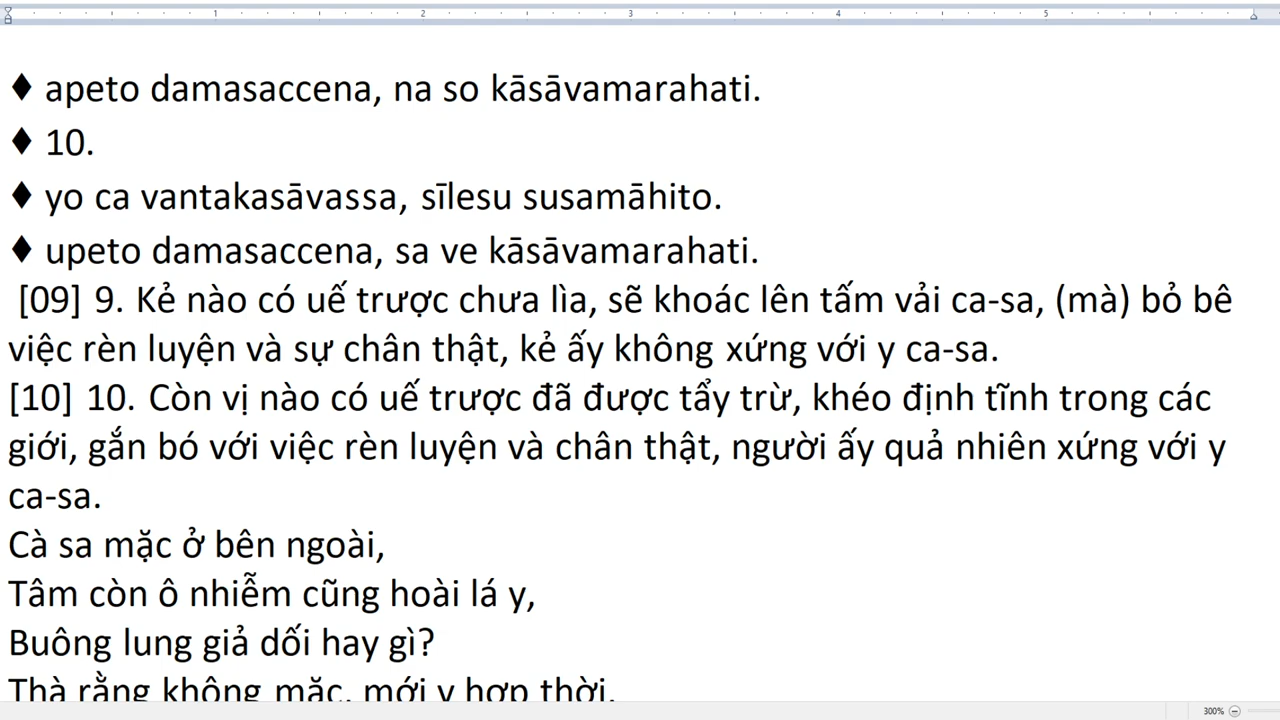 1 2 3 4 5
♦ apeto damasaccena, na so kāsāvamarahati.
♦ 10.
♦ yo ca vantakasāvassa, sīlesu susamāhito.
♦ upeto damasaccena, sa ve kāsāvamarahati.
[09] 9. Kẻ nào có uế trược chưa lìa, sẽ khoác lên tấm vải ca-sa, (mà) bỏ bê
việc rèn luyện và sự chân thật, kẻ ấy không xứng với y ca-sa.
[10] 10. Còn vị nào có uế trược đã được tẩy trừ, khéo định tĩnh trong các
giới, gắn bó với việc rèn luyện và chân thật, người ấy quả nhiên xứng với y
ca-sa.
Cà sa mặc ở bên ngoài,
Tâm còn ô nhiễm cũng hoài lá y,
Buông lung giả dối hay gì?
Thà rằng không mặc, mới y hợp thời.
300%